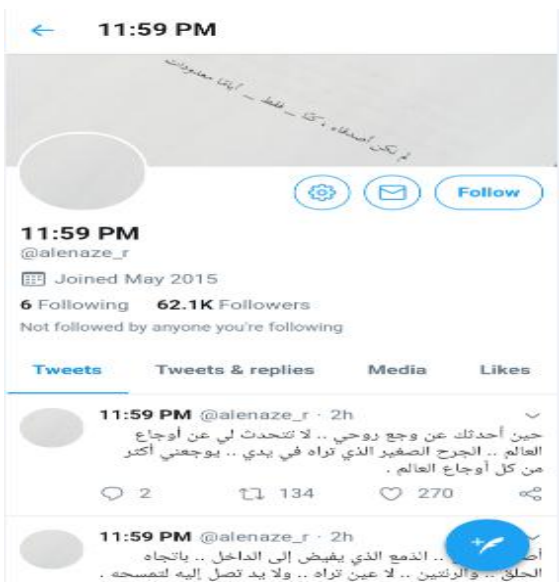 11:59 PM
لم نكن أصدقاء ، كنّا _ فقط _ أيامًا معدودات
Follow
11:59 PM
@alenaze_r
Joined May 2015
6 Following 62.1K Followers
Not followed by anyone you're following
Tweets Tweets & replies Media Likes
11:59 PM @alenaze_r · 2h
حين أحدثك عن وجع روحي .. لا تتحدث لي عن أوجاع
العالم .. الجرح الصغير الذي تراه في يدي .. يوجعني أكثر
من كل أوجاع العالم .
2 134 270
11:59 PM @alenaze_r · 2h
.. الدمع الذي يفيض إلى الداخل .. باتجاه
الحلق .. والرئتين .. لا عين تراه .. ولا يد تصل إليه لتمسحه .